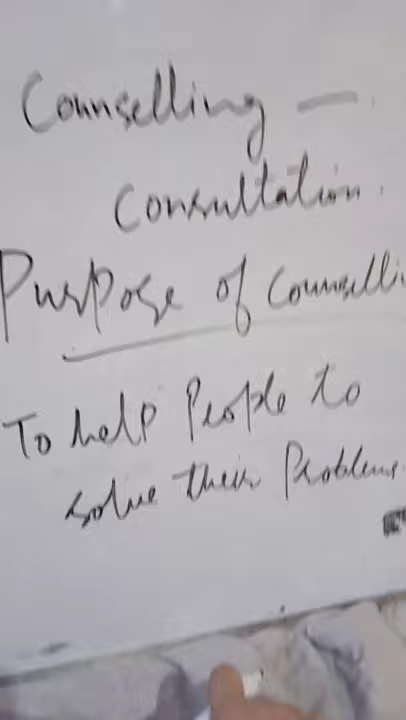 Counselling —
Consultation.
Purpose of Counselli
To help People to
solve their Problems.